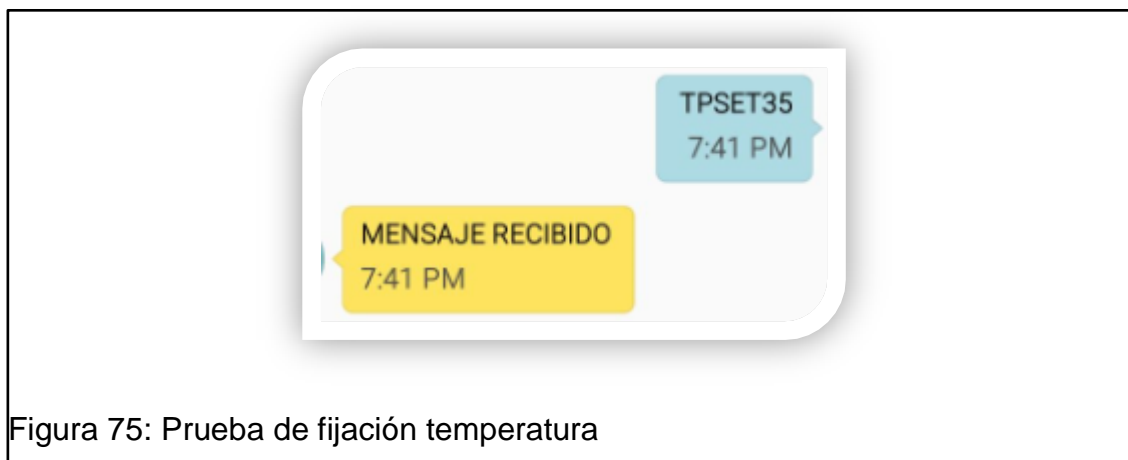 TPSET35
7:41 PM
MENSAJE RECIBIDO
7:41 PM
Figura 75: Prueba de fijación temperatura